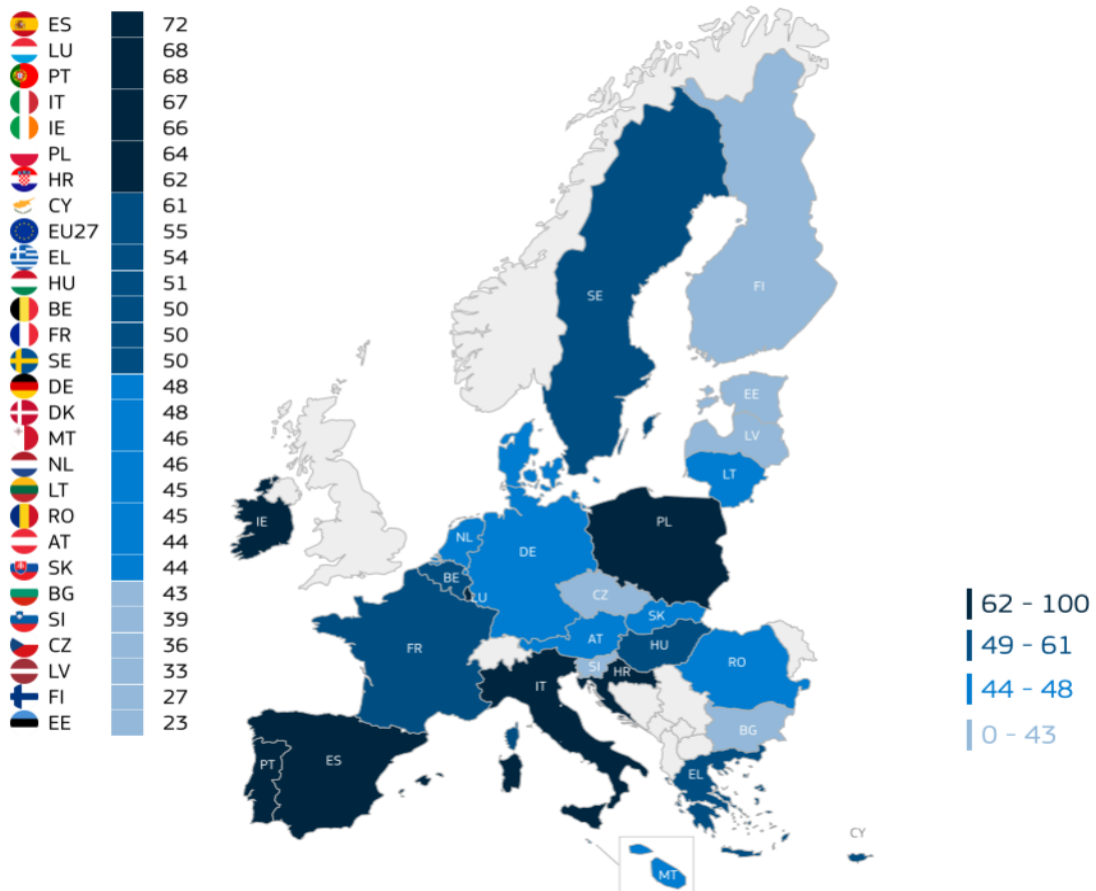 ES 72
LU 68
PT 68
IT 67
IE 66
PL 64
HR 62
CY 61
EU27 55
EL 54
HU 51
BE 50
FR 50
SE 50
DE 48
DK 48
MT 46
NL 46
LT 45
RO 45
AT 44
SK 44
BG 43
SI 39
CZ 36
LV 33
FI 27
EE 23
SE
FI
EE
LV
LT
IE
PL
NL
DE
BE
LU
CZ
SK
FR
AT
HU
SI
HR
RO
IT
BG
PT
ES
EL
CY
MT
62 - 100
49 - 61
44 - 48
0 - 43